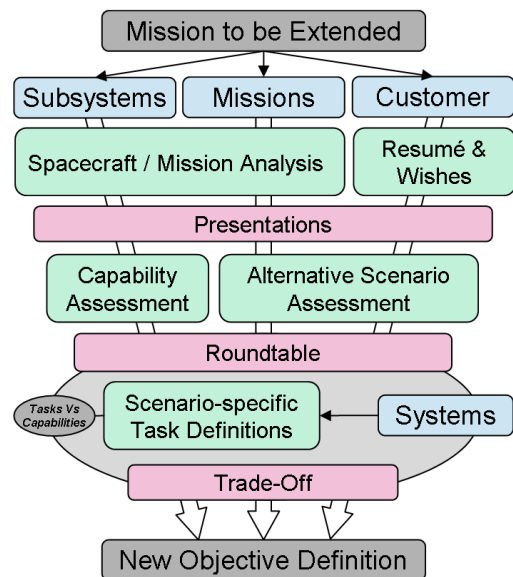 Mission to be Extended
Subsystems
Missions
Customer
Spacecraft / Mission Analysis
Resumé &
Wishes
Presentations
Capability
Assessment
Alternative Scenario
Assessment
Roundtable
Tasks Vs
Capabilities
Scenario-specific
Task Definitions
Systems
Trade-Off
New Objective Definition